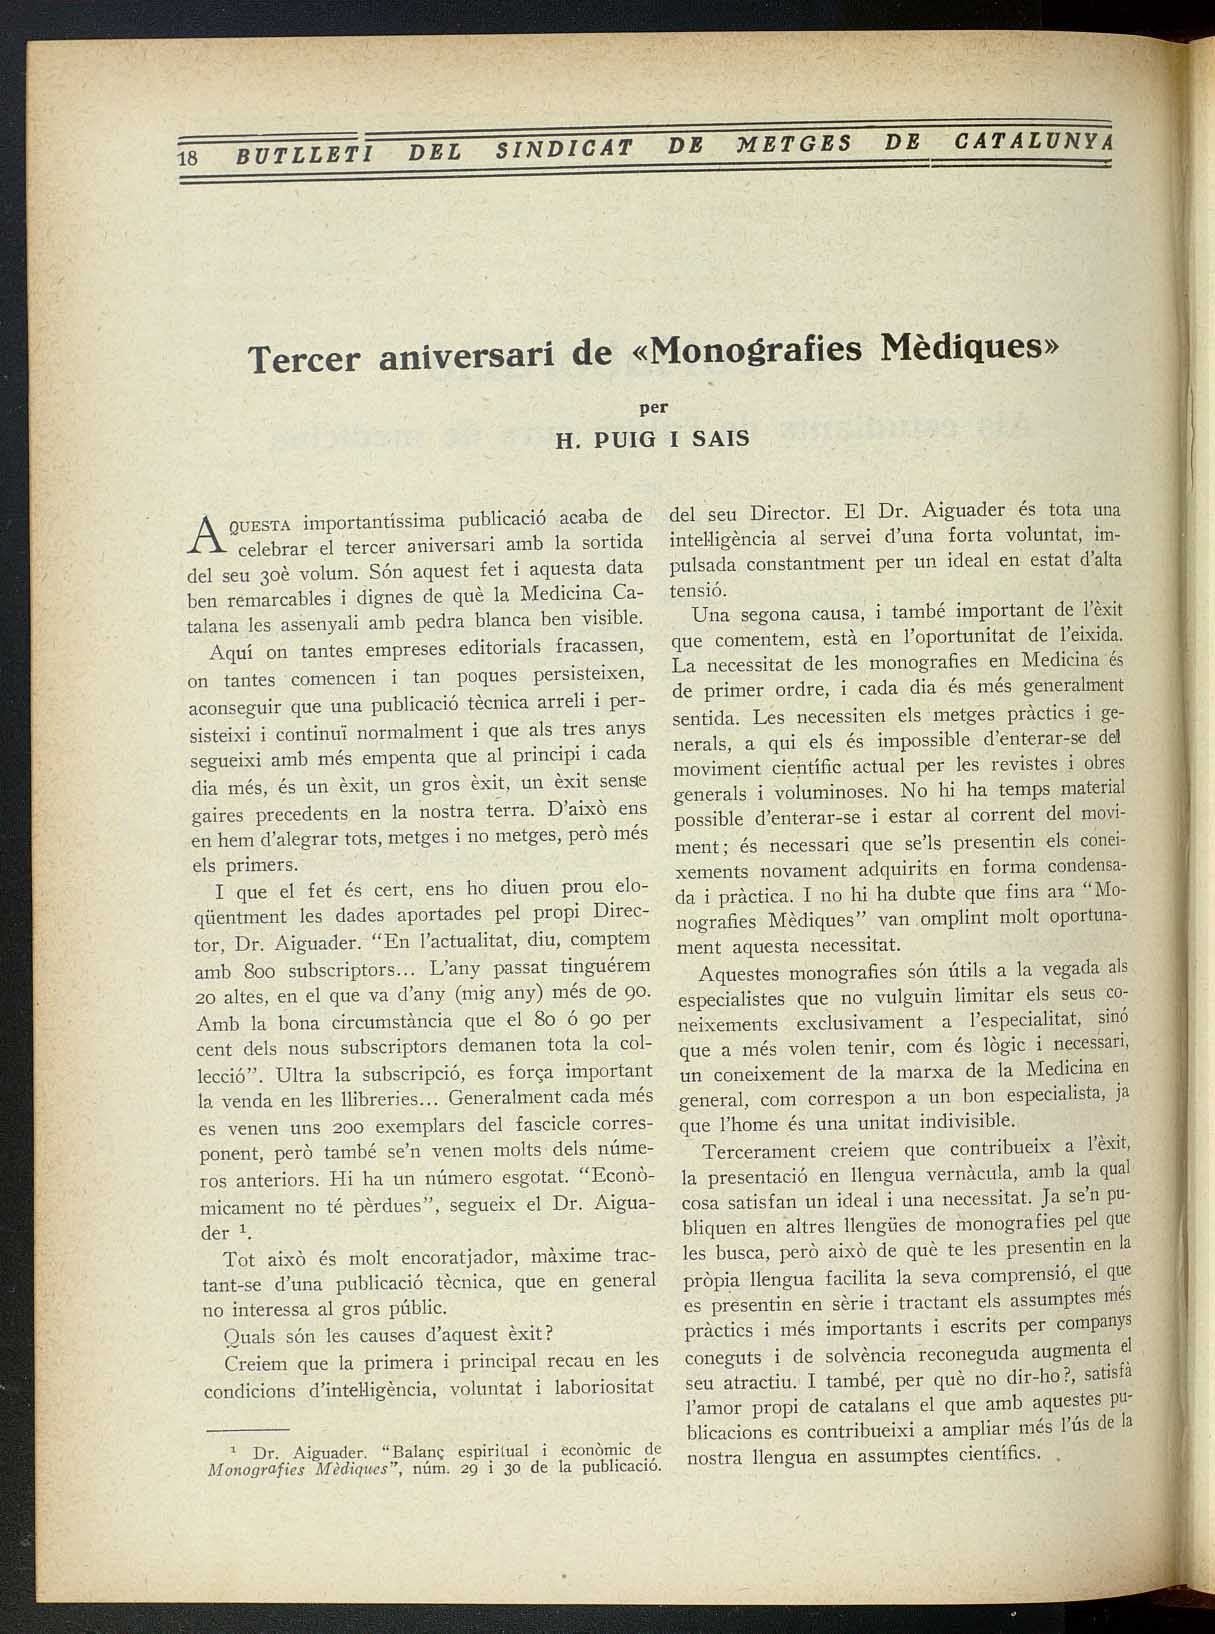 18 BUTLLETI DEL SINDICAT DE METGES DE CATALUNYA
Tercer aniversari de «Monografies Mèdiques»
per
H. PUIG I SAIS
AQUESTA importantíssima publicació acaba de
celebrar el tercer aniversari amb la sortida
del seu 30è volum. Són aquest fet i aquesta data
ben remarcables i dignes de què la Medicina Ca-
talana les assenyali amb pedra blanca ben visible.
Aquí on tantes empreses editorials fracassen,
on tantes comencen i tan poques persisteixen,
aconseguir que una publicació tècnica arreli i per-
sisteixi i continuï normalment i que als tres anys
segueixi amb més empenta que al principi i cada
dia més, és un èxit, un gros èxit, un èxit sense
gaires precedents en la nostra terra. D'això ens
en hem d'alegrar tots, metges i no metges, però més
els primers.
I que el fet és cert, ens ho diuen prou elo-
qüentment les dades aportades pel propi Direc-
tor, Dr. Aiguader. "En l'actualitat, diu, comptem
amb 800 subscriptors... L'any passat tinguérem
20 altes, en el que va d'any (mig any) més de 90.
Amb la bona circumstància que el 80 ó 90 per
cent dels nous subscriptors demanen tota la col-
lecció". Ultra la subscripció, es força important
la venda en les llibreries... Generalment cada més
es venen uns 200 exemplars del fascicle corres-
ponent, però també se'n venen molts dels núme-
ros anteriors. Hi ha un número esgotat. "Econò-
micament no té pèrdues", segueix el Dr. Aigua-
der ¹.
Tot això és molt encoratjador, màxime trac-
tant-se d'una publicació tècnica, que en general
no interessa al gros públic.
Quals són les causes d'aquest èxit?
Creiem que la primera i principal recau en les
condicions d'intel·ligència, voluntat i laboriositat
¹ Dr. Aiguader. "Balanç espiritual i econòmic de
Monografies Mèdiques", núm. 29 i 30 de la publicació.
del seu Director. El Dr. Aiguader és tota una
intel·ligència al servei d'una forta voluntat, im-
pulsada constantment per un ideal en estat d'alta
tensió.
Una segona causa, i també important de l'èxit
que comentem, està en l'oportunitat de l'eixida.
La necessitat de les monografies en Medicina és
de primer ordre, i cada dia és més generalment
sentida. Les necessiten els metges pràctics i ge-
nerals, a qui els és impossible d'enterar-se del
moviment científic actual per les revistes i obres
generals i voluminoses. No hi ha temps material
possible d'enterar-se i estar al corrent del movi-
ment; és necessari que se'ls presentin els conei-
xements novament adquirits en forma condensa-
da i pràctica. I no hi ha dubte que fins ara "Mo-
nografies Mèdiques" van omplint molt oportuna-
ment aquesta necessitat.
Aquestes monografies són útils a la vegada als
especialistes que no vulguin limitar els seus co-
neixements exclusivament a l'especialitat, sinó
que a més volen tenir, com és lògic i necessari,
un coneixement de la marxa de la Medicina en
general, com correspon a un bon especialista, ja
que l'home és una unitat indivisible.
Tercerament creiem que contribueix a l'èxit,
la presentació en llengua vernàcula, amb la qual
cosa satisfan un ideal i una necessitat. Ja se'n pu-
bliquen en altres llengües de monografies pel que
les busca, però això de què te les presentin en la
pròpia llengua facilita la seva comprensió, el que
es presentin en sèrie i tractant els assumptes més
pràctics i més importants i escrits per companys
coneguts i de solvència reconeguda augmenta el
seu atractiu. I també, per què no dir-ho?, satisfà
l'amor propi de catalans el que amb aquestes pu-
blicacions es contribueixi a ampliar més l'ús de la
nostra llengua en assumptes científics.